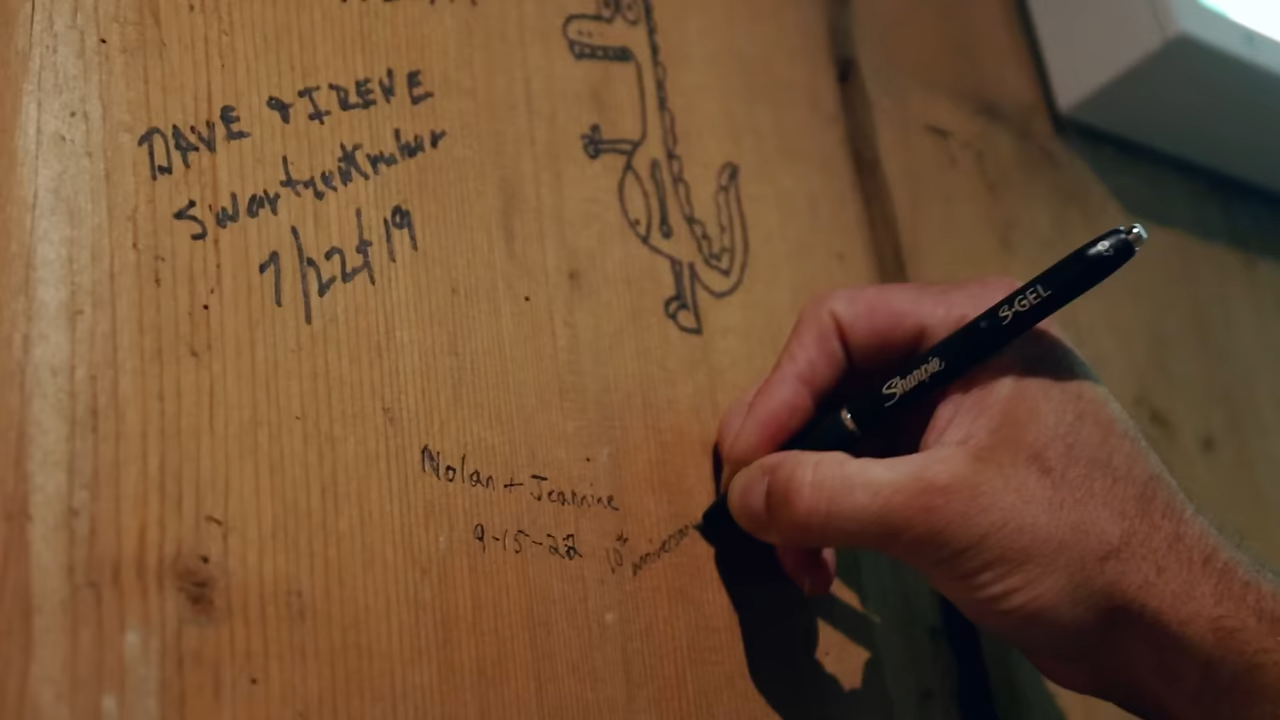 DAVE & IRENE
Swartzentruber
7/22/19
Nolan + Jeannine
9-15-22 10th anniversary
Sharpie S·GEL